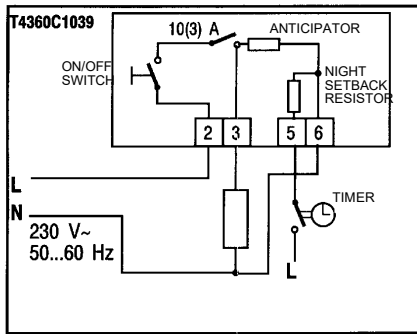 T4360C1039
10(3) A
ANTICIPATOR
ON/OFF
SWITCH
NIGHT
SETBACK
RESISTOR
2 3 5 6
L
TIMER
N
230 V~
50...60 Hz
L